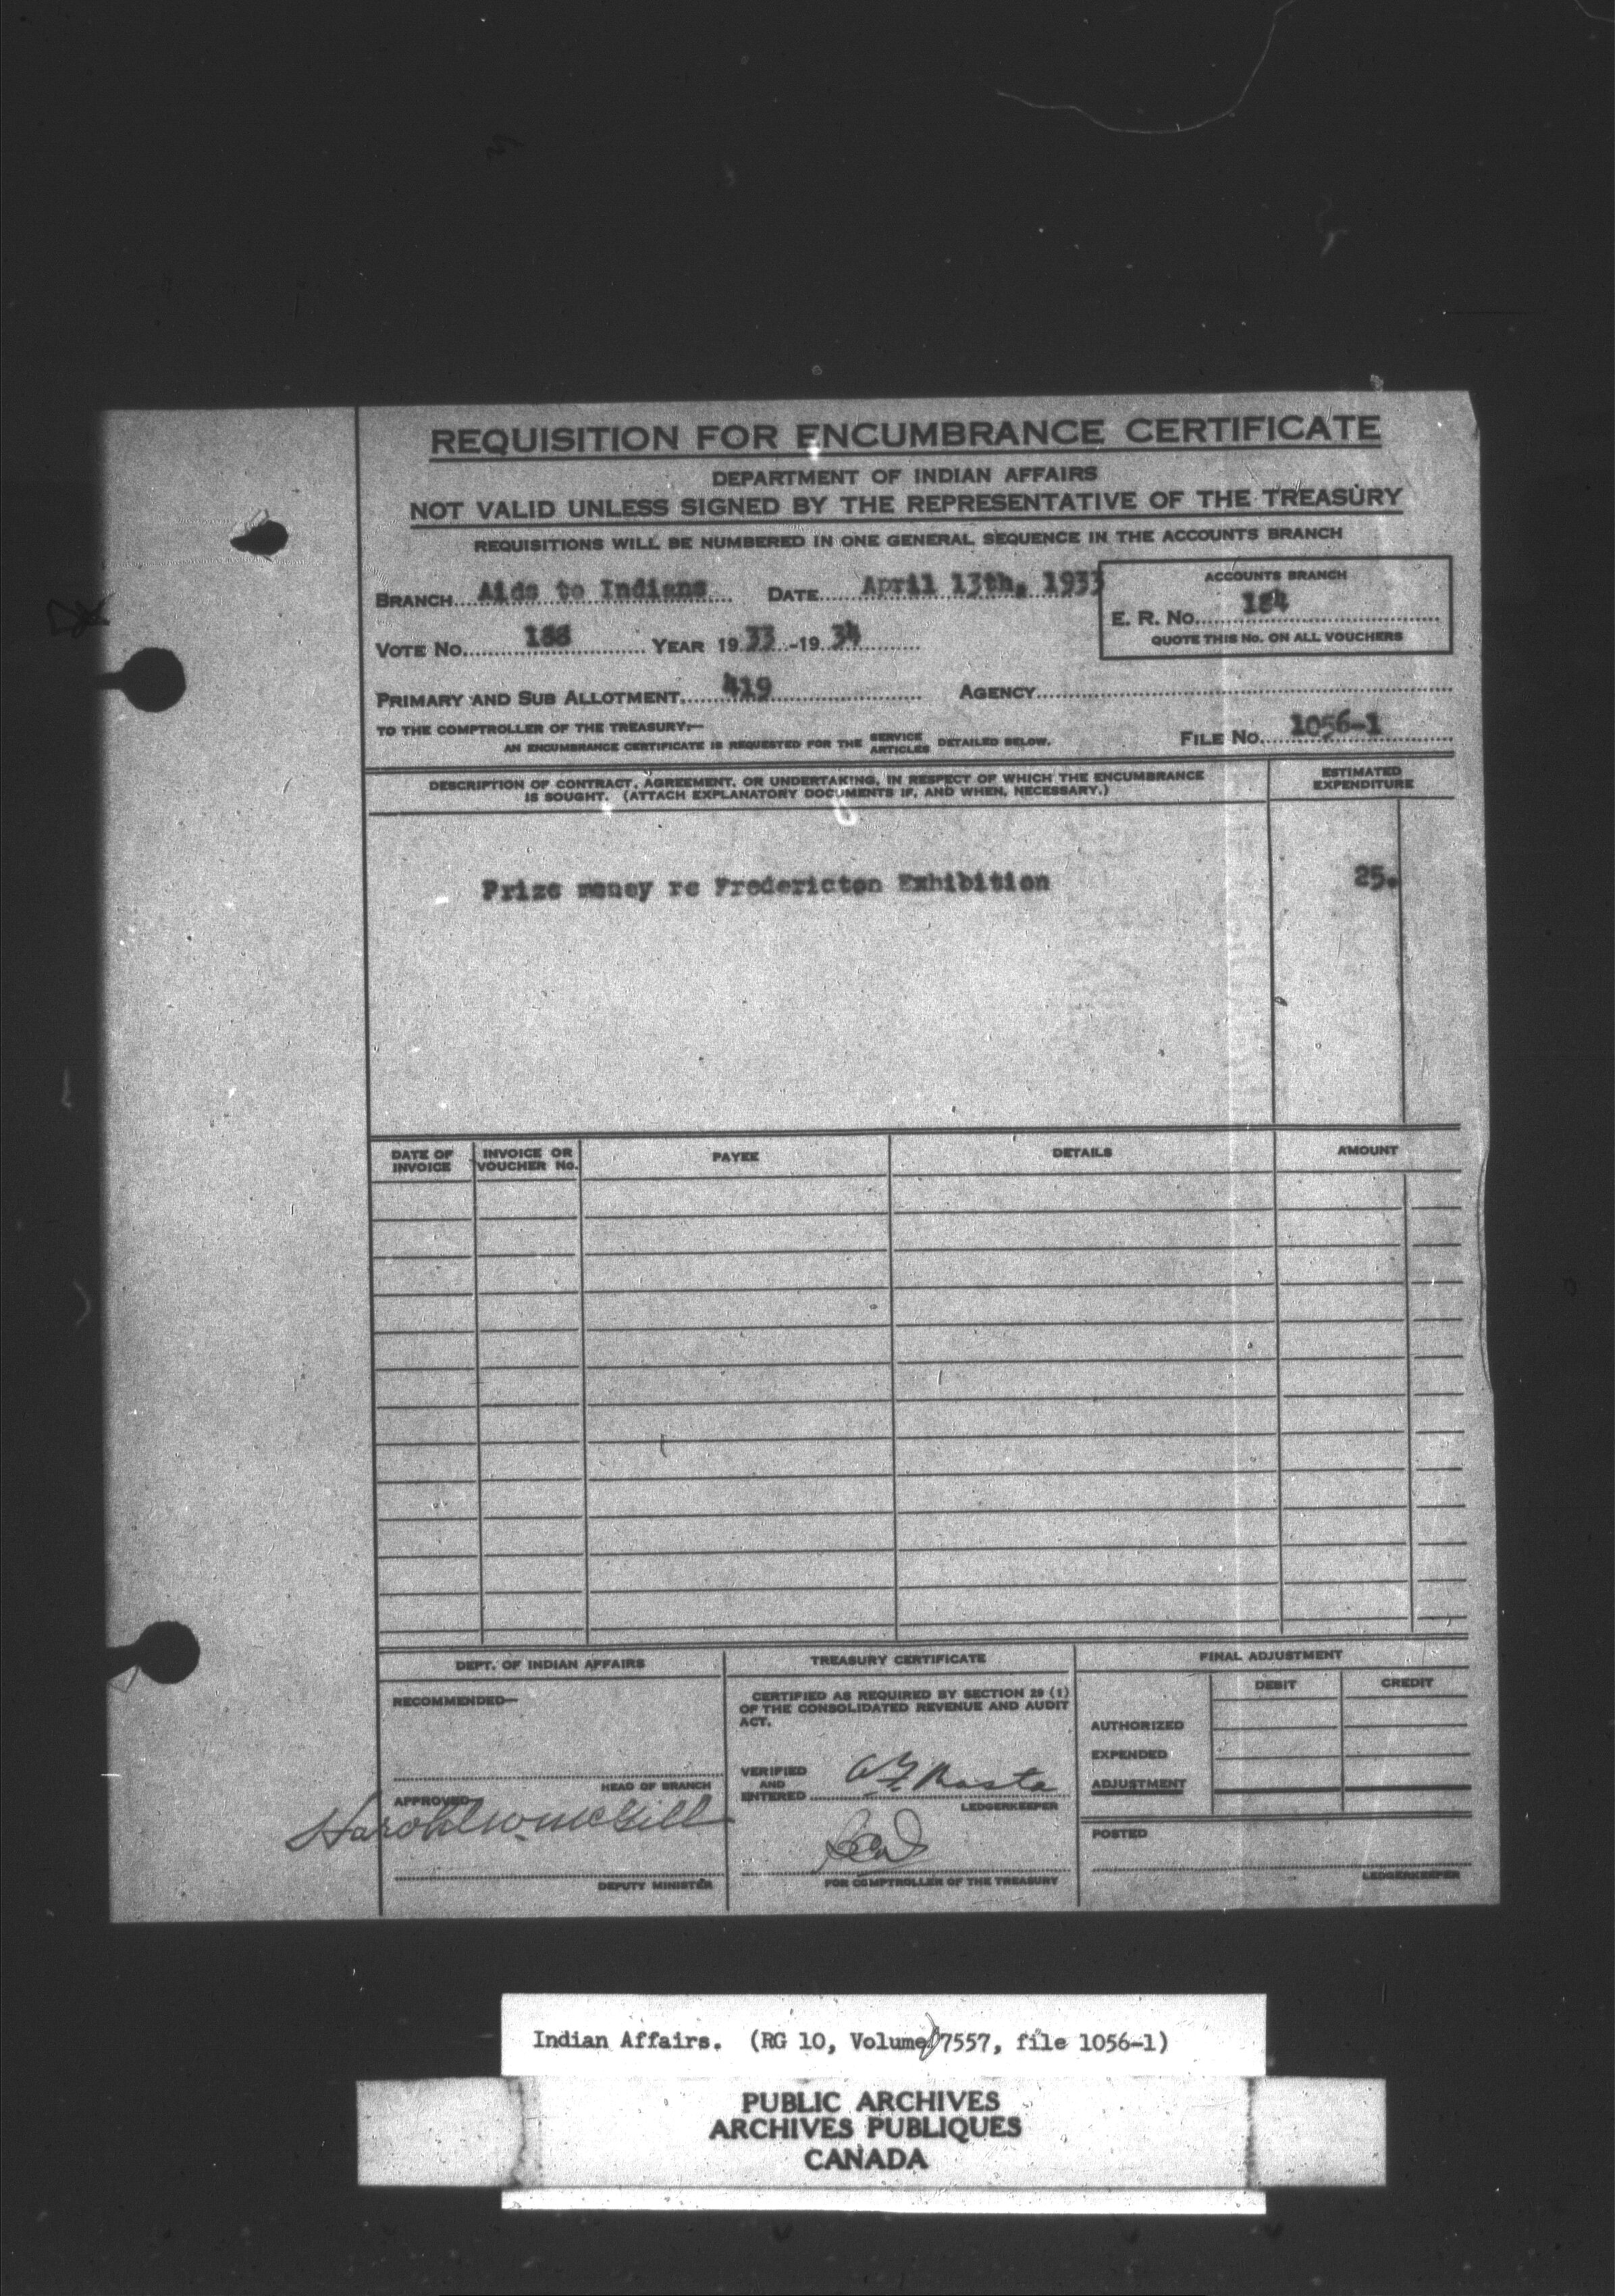 REQUISITION FOR ENCUMBRANCE CERTIFICATE
DEPARTMENT OF INDIAN AFFAIRS
NOT VALID UNLESS SIGNED BY THE REPRESENTATIVE OF THE TREASURY
REQUISITIONS WILL BE NUMBERED IN ONE GENERAL SEQUENCE IN THE ACCOUNTS BRANCH
BRANCH Aids to Indians DATE April 13th, 1933
ACCOUNTS BRANCH
E. R. No. 184
QUOTE THIS No. ON ALL VOUCHERS
VOTE No. 188 YEAR 1933-1934
PRIMARY AND SUB ALLOTMENT 419 AGENCY
TO THE COMPTROLLER OF THE TREASURY:—
AN ENCUMBRANCE CERTIFICATE IS REQUESTED FOR THE SERVICE ARTICLES DETAILED BELOW.
FILE No. 1056-1
DESCRIPTION OF CONTRACT, AGREEMENT, OR UNDERTAKING, IN RESPECT OF WHICH THE ENCUMBRANCE
IS SOUGHT. (ATTACH EXPLANATORY DOCUMENTS IF, AND WHEN, NECESSARY.)
ESTIMATED
EXPENDITURE
Prize money re Fredericton Exhibition 25.
DATE OF
INVOICE
INVOICE OR
VOUCHER No.
PAYEE
DETAILS
AMOUNT
DEPT. OF INDIAN AFFAIRS
RECOMMENDED—
HEAD OF BRANCH
APPROVED—
Harold W McGill
DEPUTY MINISTER
TREASURY CERTIFICATE
CERTIFIED AS REQUIRED BY SECTION 29 (1)
OF THE CONSOLIDATED REVENUE AND AUDIT
ACT.
VERIFIED
AND
ENTERED
LEDGERKEEPER
FOR COMPTROLLER OF THE TREASURY
FINAL ADJUSTMENT
DEBIT CREDIT
AUTHORIZED
EXPENDED
ADJUSTMENT
POSTED
LEDGERKEEPER
Indian Affairs. (RG 10, Volume 7557, file 1056-1)
PUBLIC ARCHIVES
ARCHIVES PUBLIQUES
CANADA